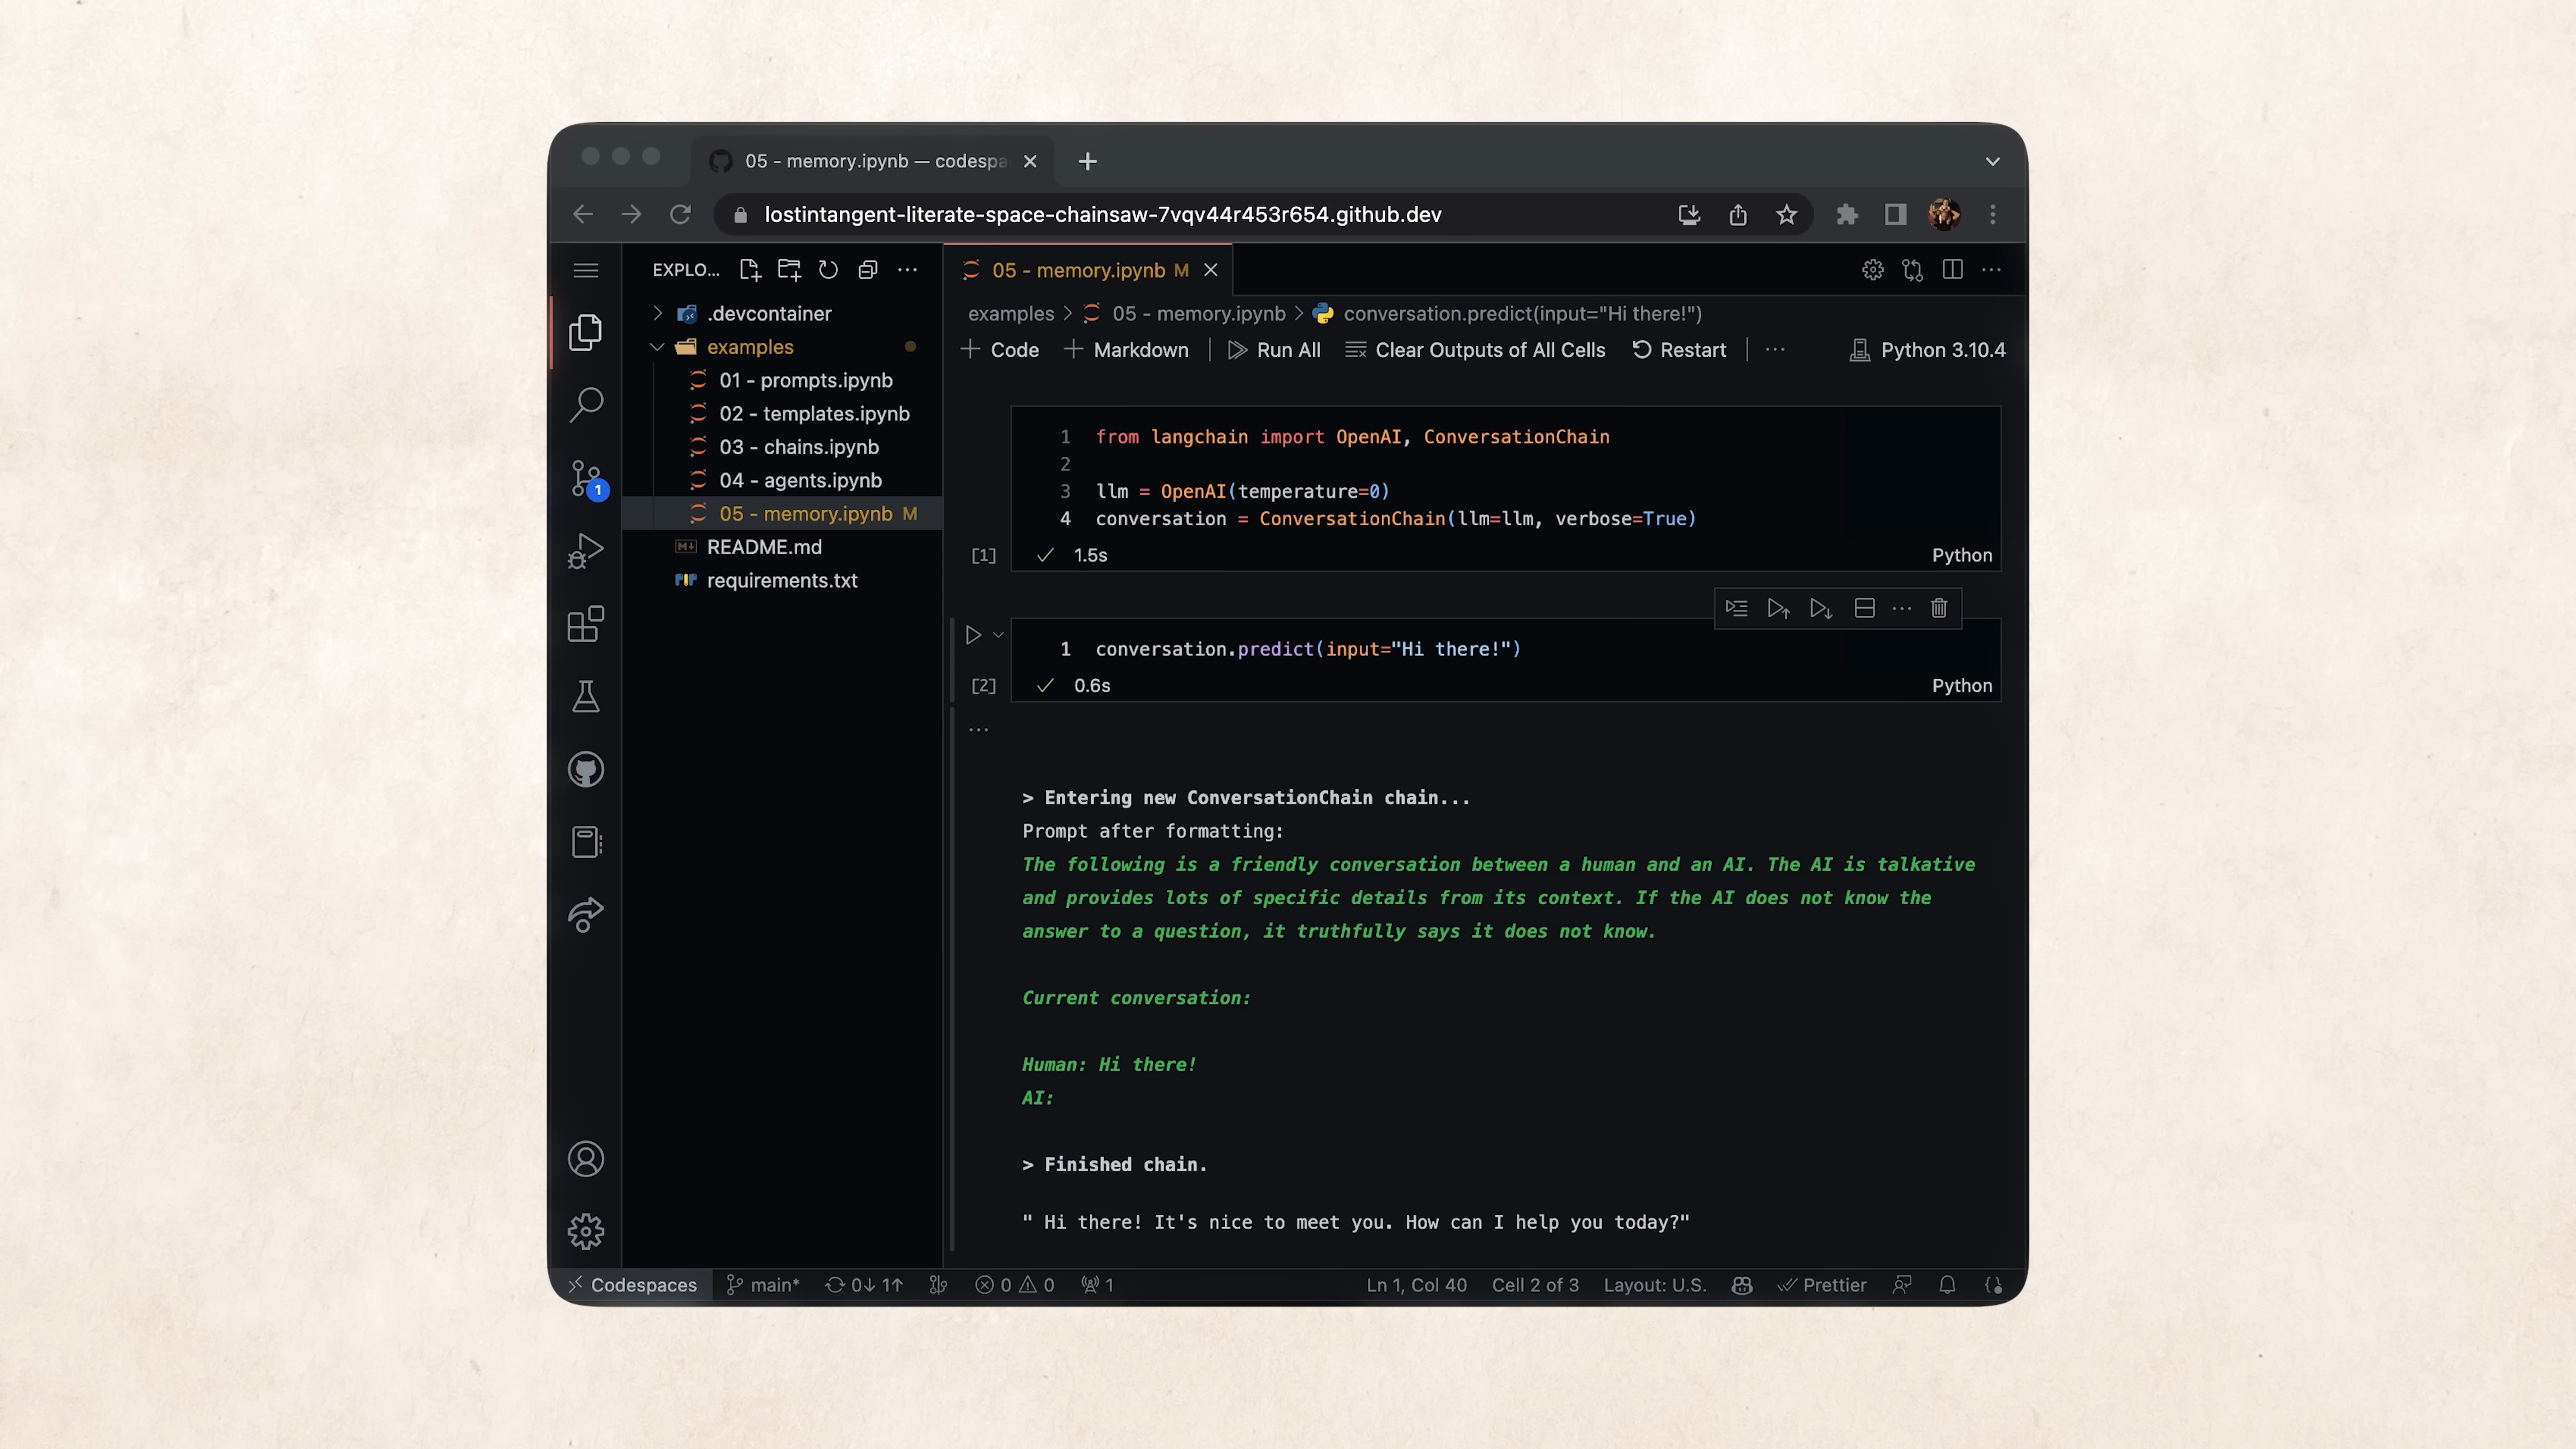 05 - memory.ipynb — codespa
lostintangent-literate-space-chainsaw-7vqv44r453r654.github.dev
EXPLO...
.devcontainer
examples
01 - prompts.ipynb
02 - templates.ipynb
03 - chains.ipynb
04 - agents.ipynb
05 - memory.ipynb M
README.md
requirements.txt
1
05 - memory.ipynb M
examples > 05 - memory.ipynb > conversation.predict(input="Hi there!")
+ Code + Markdown Run All Clear Outputs of All Cells Restart ... Python 3.10.4
1 from langchain import OpenAI, ConversationChain
2
3 llm = OpenAI(temperature=0)
4 conversation = ConversationChain(llm=llm, verbose=True)
[1] ✓ 1.5s Python
1 conversation.predict(input="Hi there!")
[2] ✓ 0.6s Python
...
> Entering new ConversationChain chain...
Prompt after formatting:
The following is a friendly conversation between a human and an AI. The AI is talkative
and provides lots of specific details from its context. If the AI does not know the
answer to a question, it truthfully says it does not know.
Current conversation:
Human: Hi there!
AI:
> Finished chain.
" Hi there! It's nice to meet you. How can I help you today?"
Codespaces main* 0↓ 1↑ 0 0 1 Ln 1, Col 40 Cell 2 of 3 Layout: U.S. Prettier